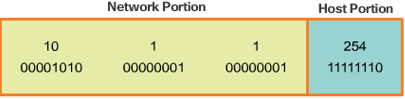 Network Portion Host Portion
10 1 1 254
00001010 00000001 00000001 11111110